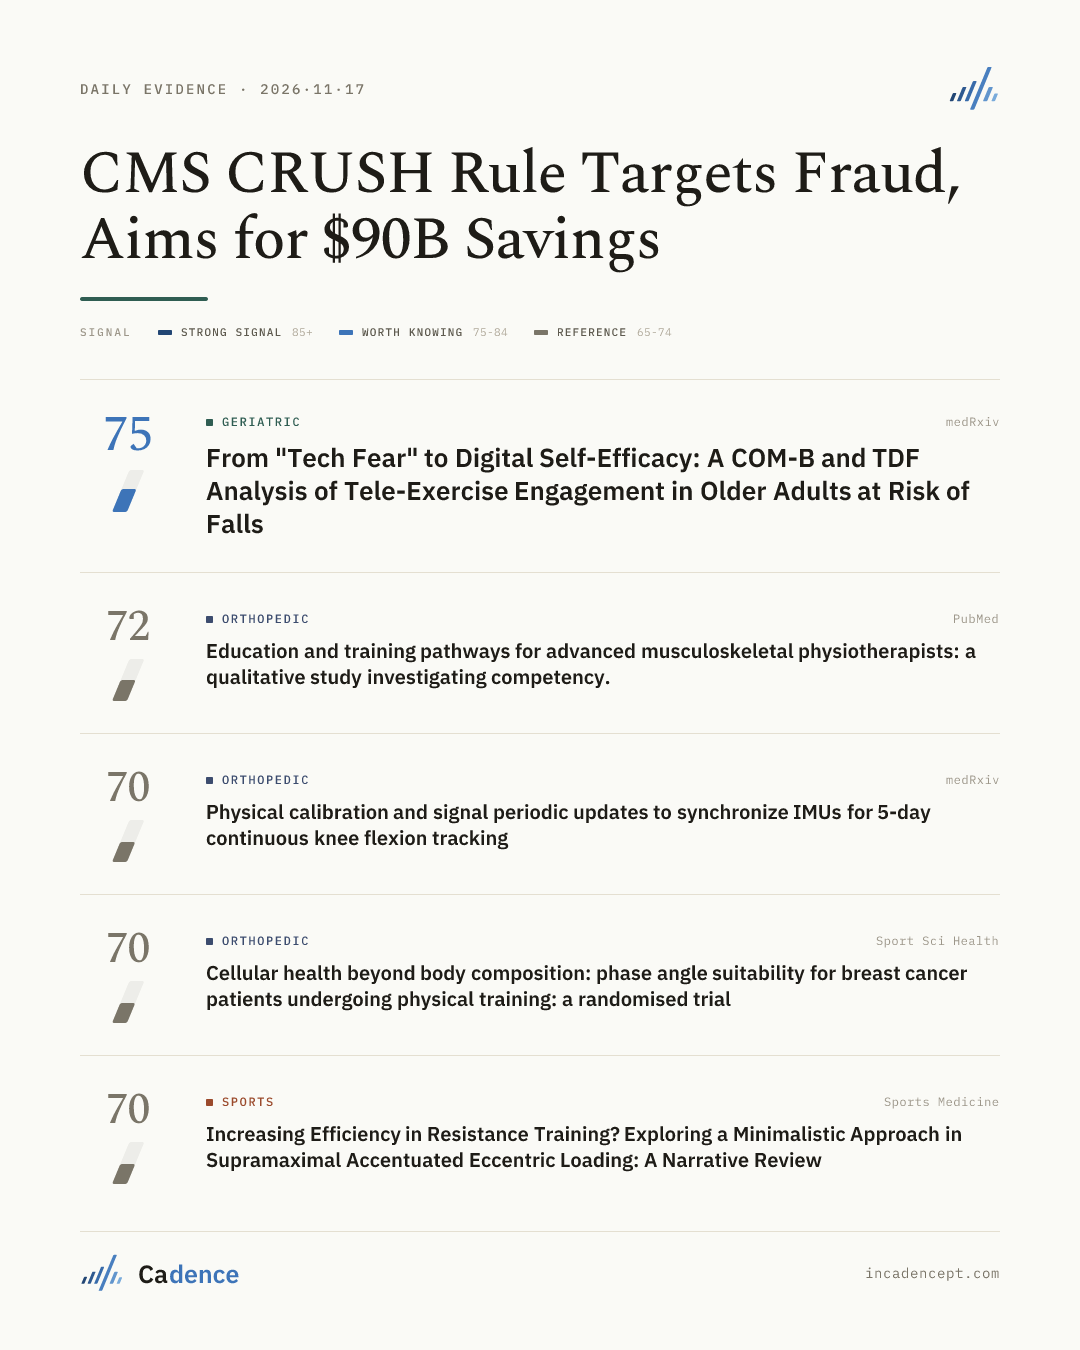 DAILY EVIDENCE · 2026·11·17
CMS CRUSH Rule Targets Fraud,
Aims for $90B Savings
SIGNAL STRONG SIGNAL 85+ WORTH KNOWING 75-84 REFERENCE 65-74
75
GERIATRIC medRxiv
From "Tech Fear" to Digital Self-Efficacy: A COM-B and TDF
Analysis of Tele-Exercise Engagement in Older Adults at Risk of
Falls
72
ORTHOPEDIC PubMed
Education and training pathways for advanced musculoskeletal physiotherapists: a
qualitative study investigating competency.
70
ORTHOPEDIC medRxiv
Physical calibration and signal periodic updates to synchronize IMUs for 5-day
continuous knee flexion tracking
70
ORTHOPEDIC Sport Sci Health
Cellular health beyond body composition: phase angle suitability for breast cancer
patients undergoing physical training: a randomised trial
70
SPORTS Sports Medicine
Increasing Efficiency in Resistance Training? Exploring a Minimalistic Approach in
Supramaximal Accentuated Eccentric Loading: A Narrative Review
Cadence incadencept.com